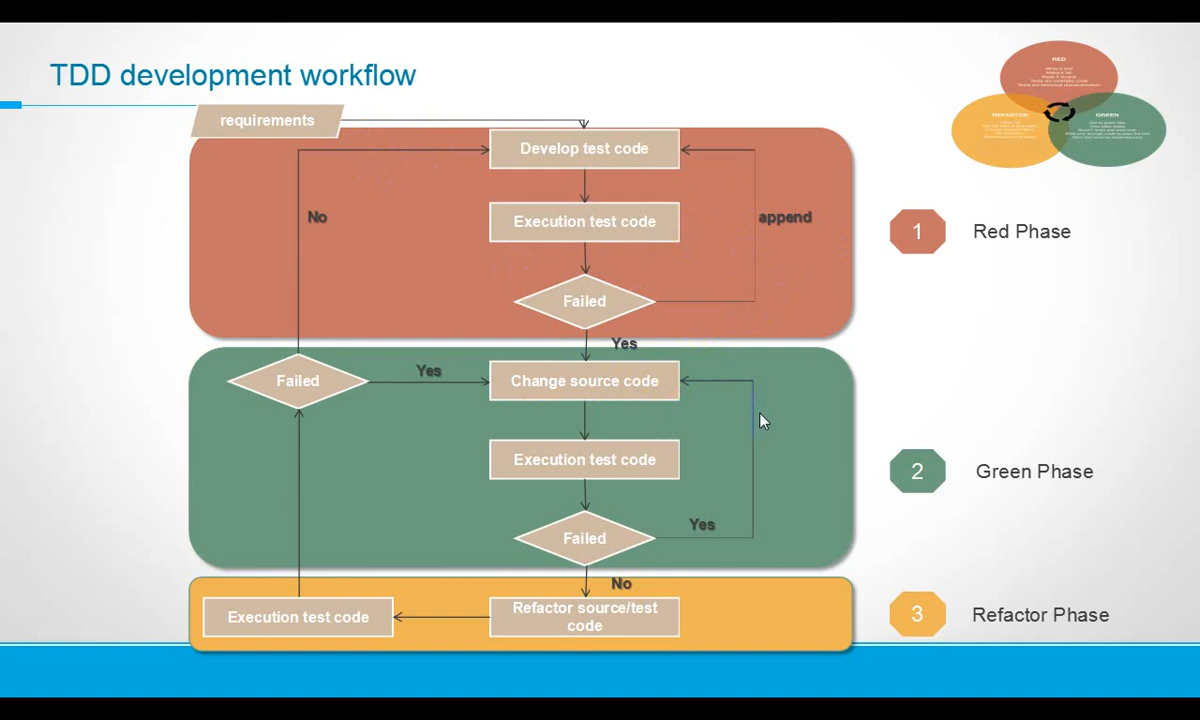 TDD development workflow
requirements
Develop test code
Execution test code
No
append
Failed
Yes
Failed
Yes
Change source code
Execution test code
Failed
Yes
No
Execution test code
Refactor source/test
code
RED
REFACTOR
GREEN
1
Red Phase
2
Green Phase
3
Refactor Phase